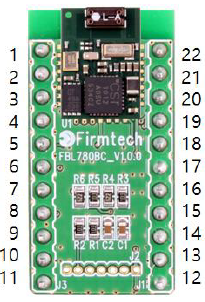 1 22
2 21
3 20
4 U1 19
5 Firmtech 18
6 FBL780BC_V1.0.0 17
7 R6 R5 R4 R3 16
8 15
9 R2 R1 C2 C1 14
10 J2 13
11 J3 J1 12